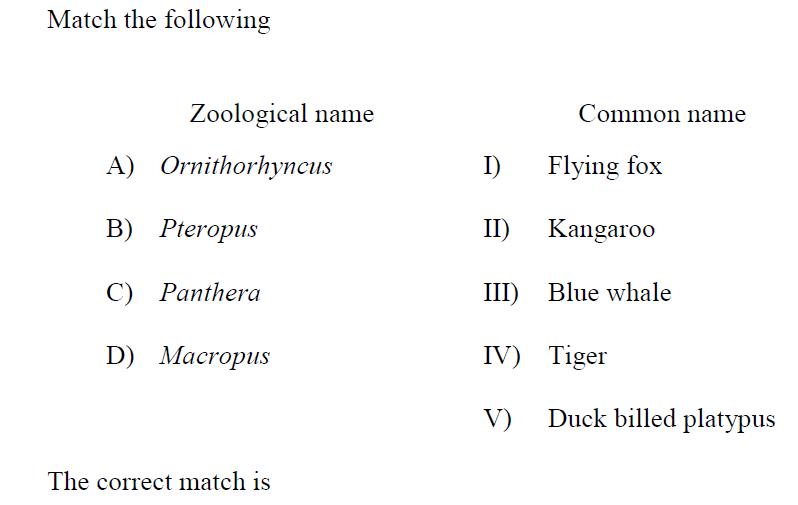 Match the following
Zoological name Common name
A) Ornithorhyncus I) Flying fox
B) Pteropus II) Kangaroo
C) Panthera III) Blue whale
D) Macropus IV) Tiger
V) Duck billed platypus
The correct match is